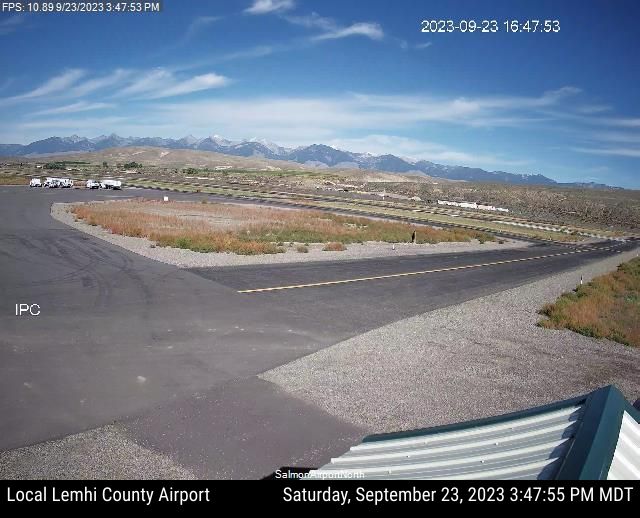 FPS: 10.89 9/23/2023 3:47:53 PM
2023-09-23 16:47:53
IPC
SalmonAirportNorth
Local Lemhi County Airport
Saturday, September 23, 2023 3:47:55 PM MDT